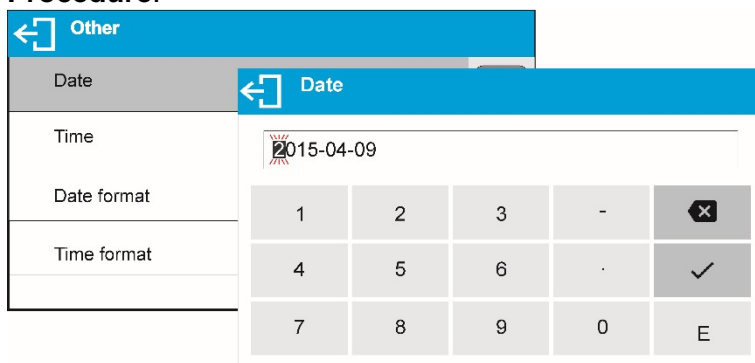 Other
Date
Time
Date format
Time format
Date
2015-04-09
1 2 3 -
4 5 6 .
7 8 9 0 E